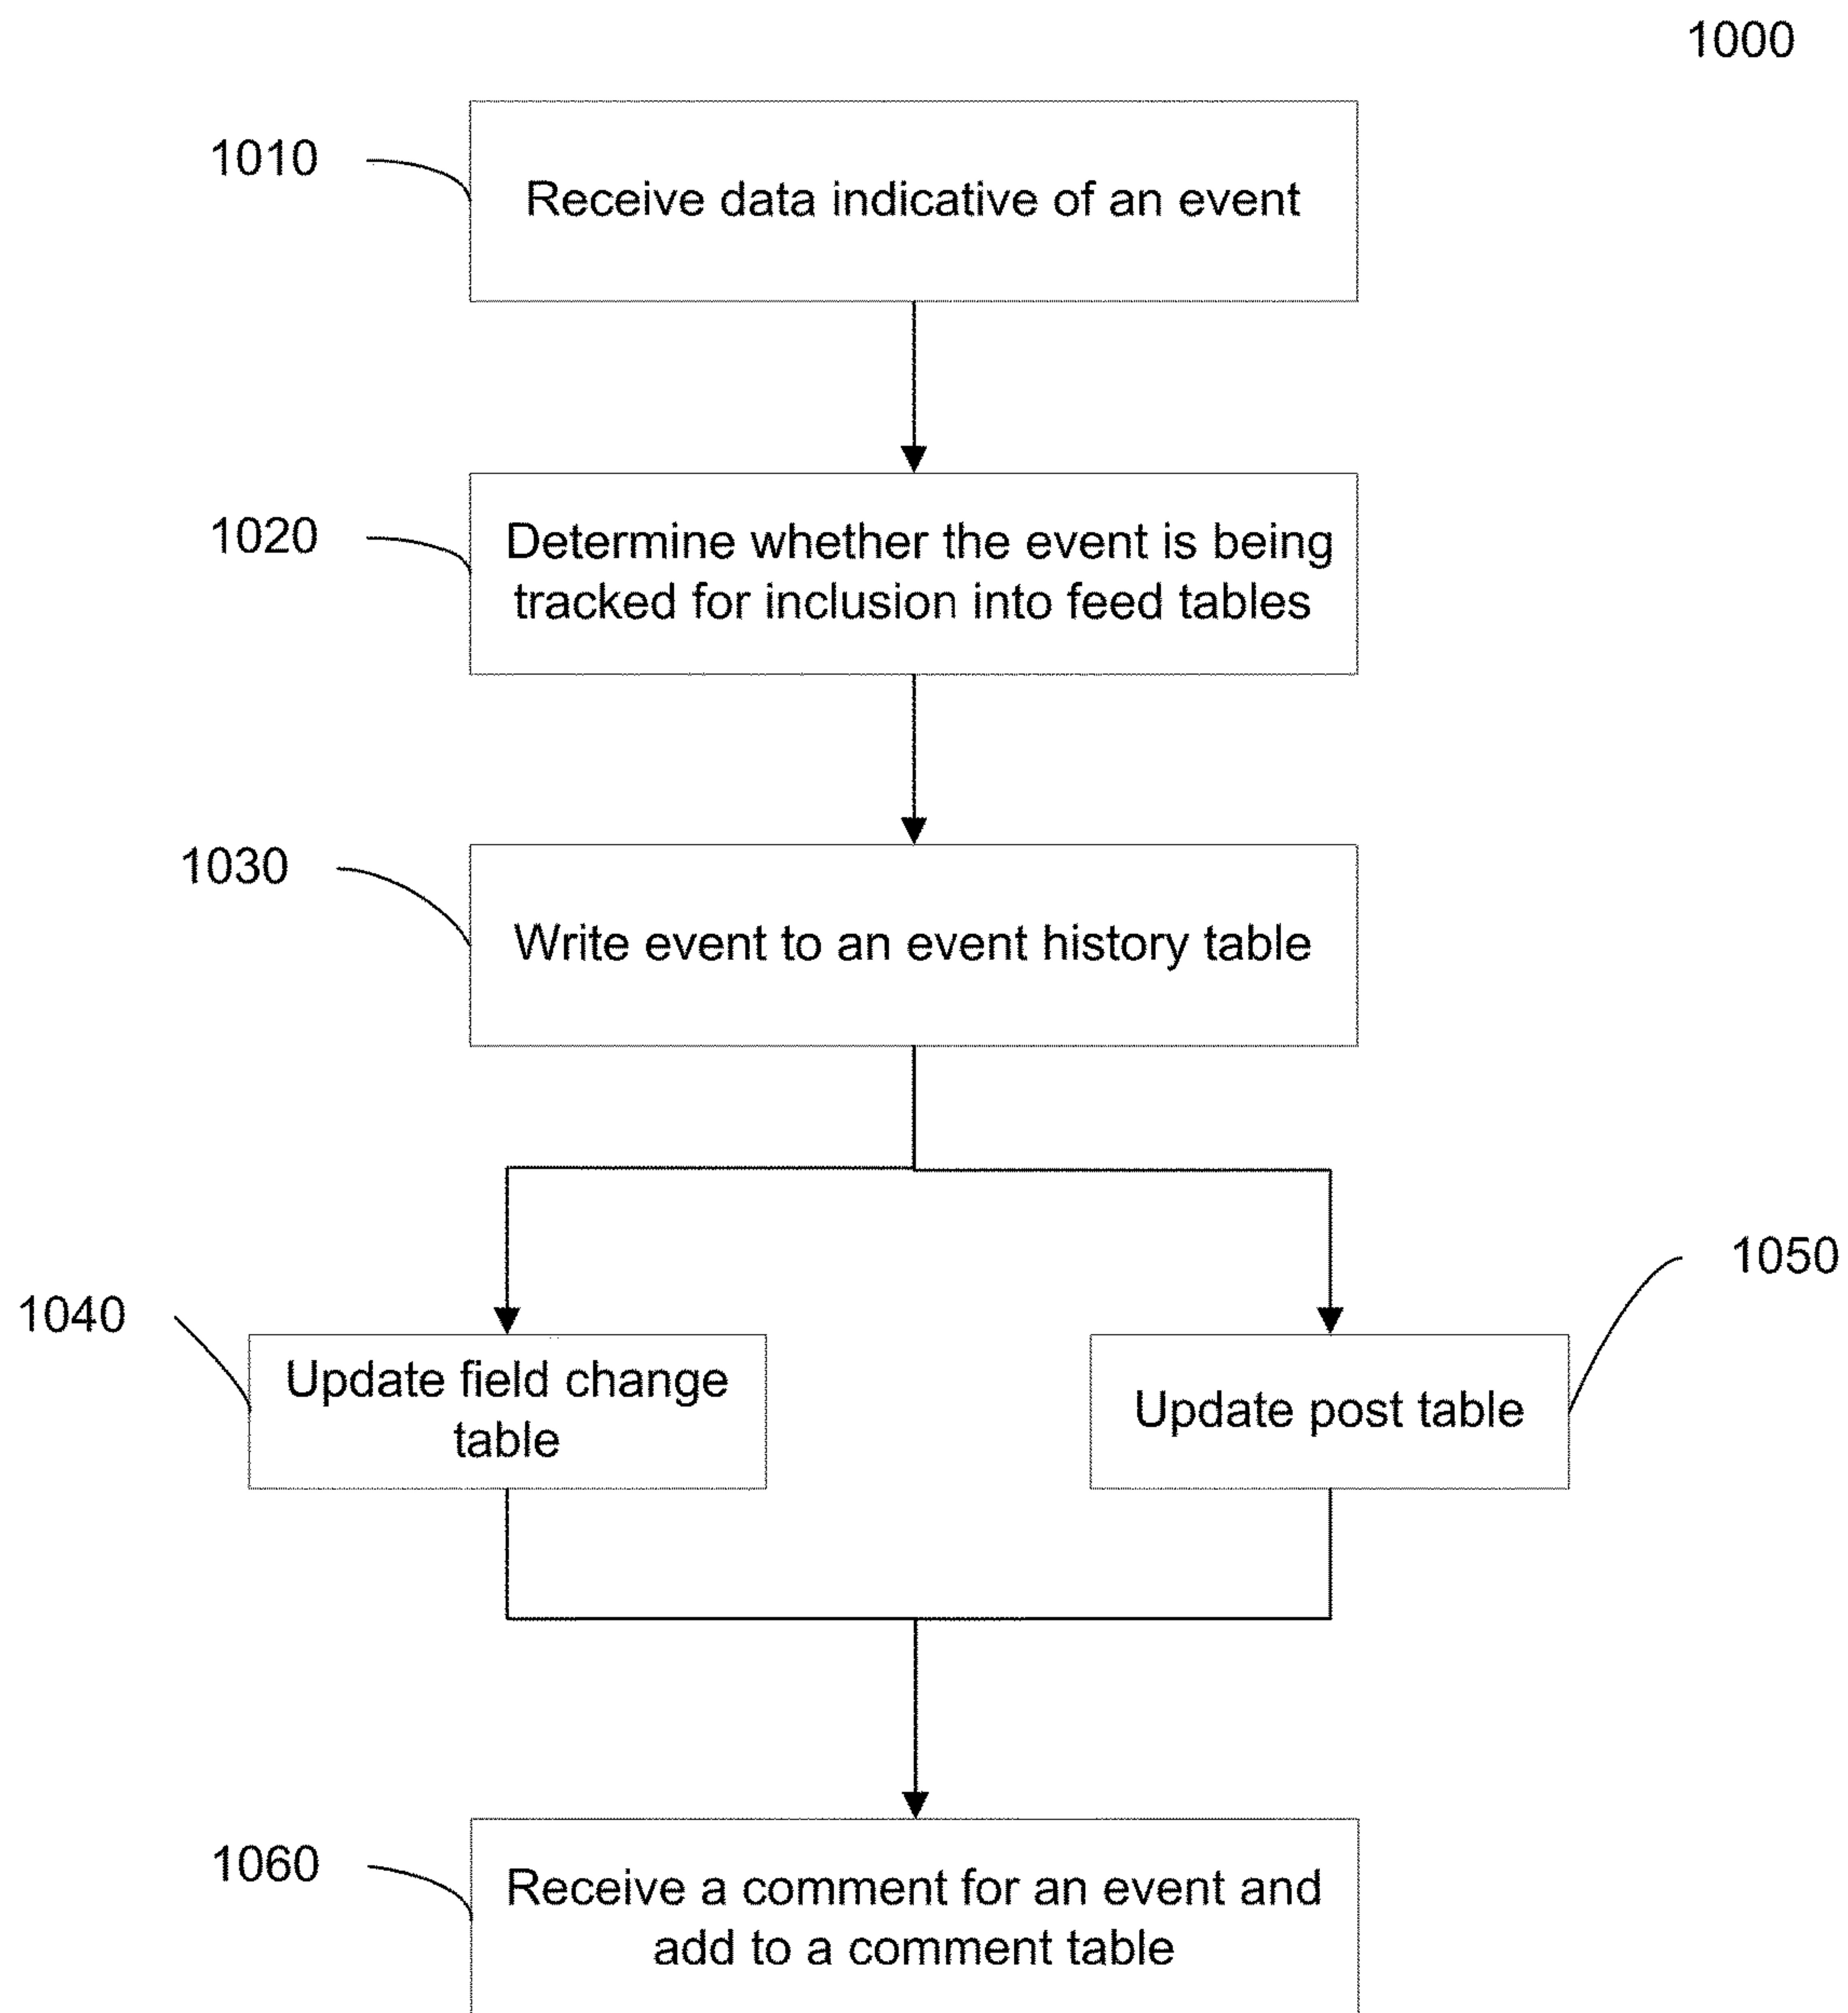 1000
1010
Receive data indicative of an event
1020
Determine whether the event is being
tracked for inclusion into feed tables
1030
Write event to an event history table
1040
Update field change
table
1050
Update post table
1060
Receive a comment for an event and
add to a comment table